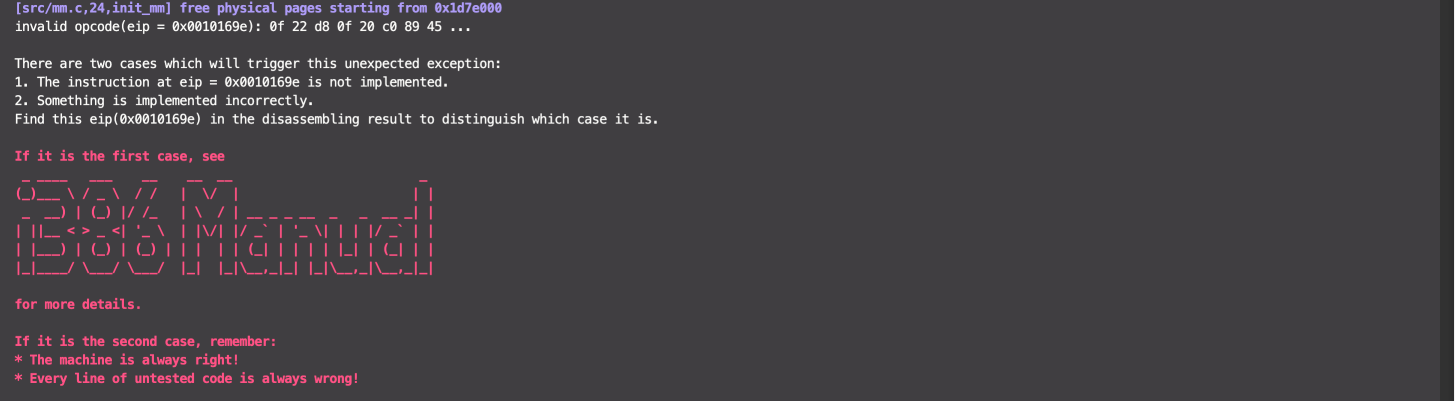 [src/mm.c,24,init_mm] free physical pages starting from 0x1d7e000
invalid opcode(eip = 0x0010169e): 0f 22 d8 0f 20 c0 89 45 ...
There are two cases which will trigger this unexpected exception:
1. The instruction at eip = 0x0010169e is not implemented.
2. Something is implemented incorrectly.
Find this eip(0x0010169e) in the disassembling result to distinguish which case it is.
If it is the first case, see
i386 Manual
for more details.
If it is the second case, remember:
* The machine is always right!
* Every line of untested code is always wrong!